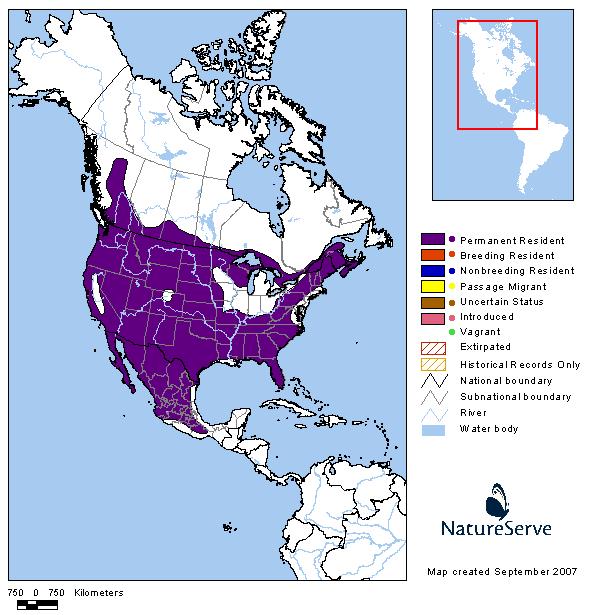 Permanent Resident
Breeding Resident
Nonbreeding Resident
Passage Migrant
Uncertain Status
Introduced
Vagrant
Extirpated
Historical Records Only
National boundary
Subnational boundary
River
Water body
NatureServe
Map created September 2007
750 0 750 Kilometers